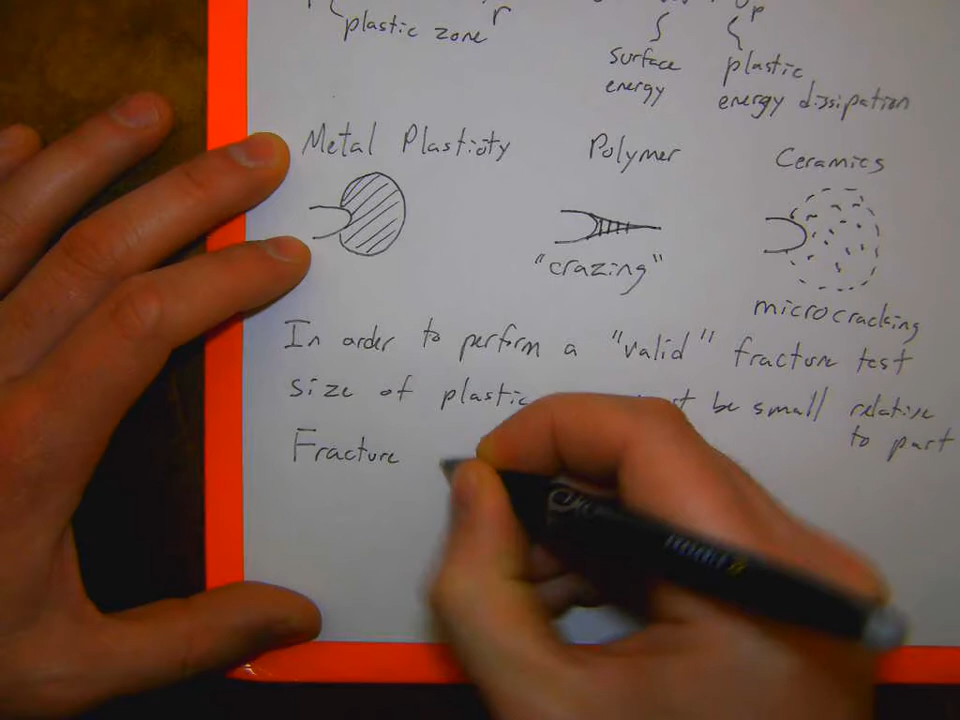 plastic zone r
p
surface energy
plastic energy dissipation
Metal Plasticity
Polymer
Ceramics
"crazing"
microcracking
In order to perform a "valid" fracture test
size of plastic be small relative
to part
Fracture